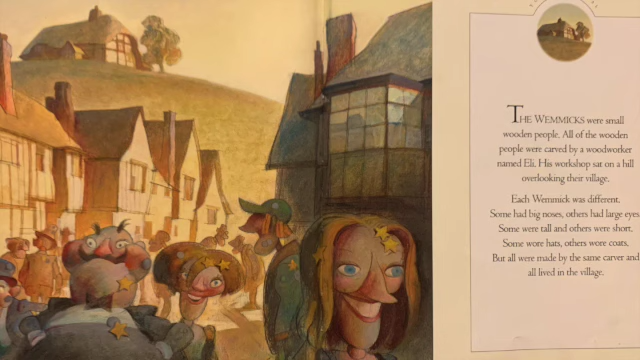 THE WEMMICKS were small
wooden people. All of the wooden
people were carved by a woodworker
named Eli. His workshop sat on a hill
overlooking their village.
Each Wemmick was different.
Some had big noses, others had large eyes.
Some were tall and others were short.
Some wore hats, others wore coats.
But all were made by the same carver and
all lived in the village.